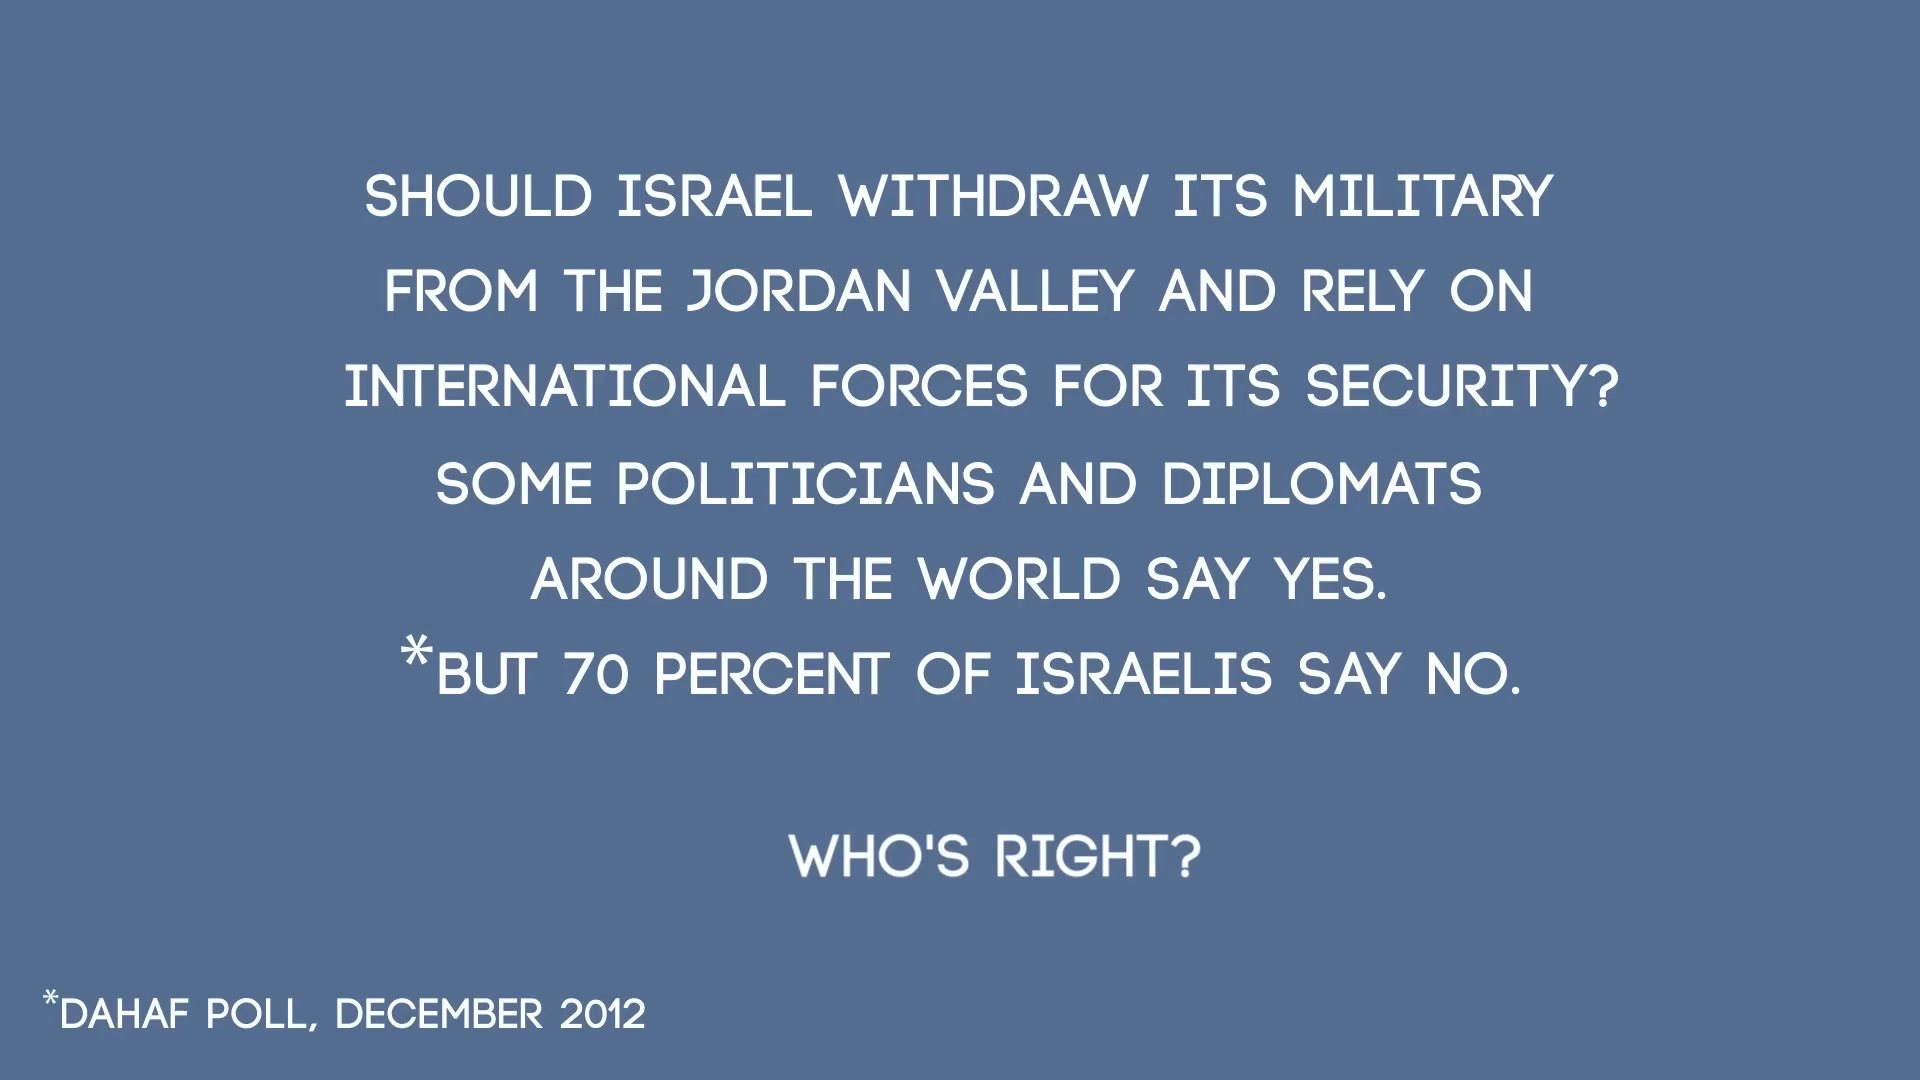 SHOULD ISRAEL WITHDRAW ITS MILITARY
FROM THE JORDAN VALLEY AND RELY ON
INTERNATIONAL FORCES FOR ITS SECURITY?
SOME POLITICIANS AND DIPLOMATS
AROUND THE WORLD SAY YES.
*BUT 70 PERCENT OF ISRAELIS SAY NO.
WHO'S RIGHT?
*DAHAF POLL, DECEMBER 2012